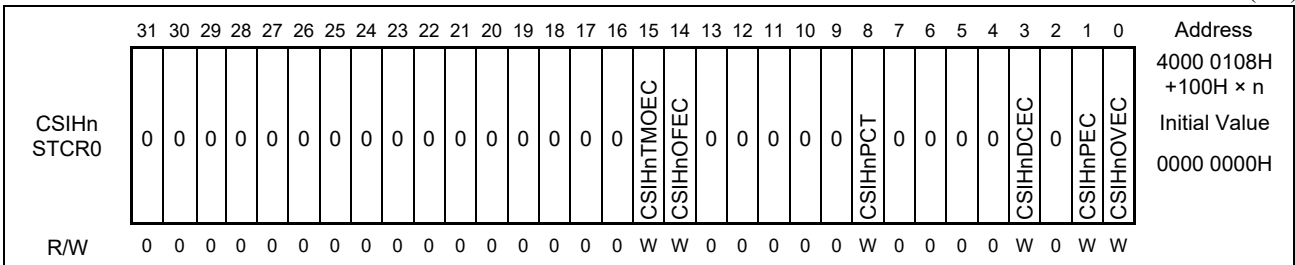 31 30 29 28 27 26 25 24 23 22 21 20 19 18 17 16 15 14 13 12 11 10 9 8 7 6 5 4 3 2 1 0 Address
CSIHn
STCR0
0 0 0 0 0 0 0 0 0 0 0 0 0 0 0 0 CSIHnTMOEC CSIHnOFEC 0 0 0 0 0 CSIHnPCT 0 0 0 0 CSIHnDCEC 0 CSIHnPEC CSIHnOVEC
4000 0108H
+100H × n
Initial Value
0000 0000H
R/W 0 0 0 0 0 0 0 0 0 0 0 0 0 0 0 0 W W 0 0 0 0 0 W 0 0 0 0 W 0 W W